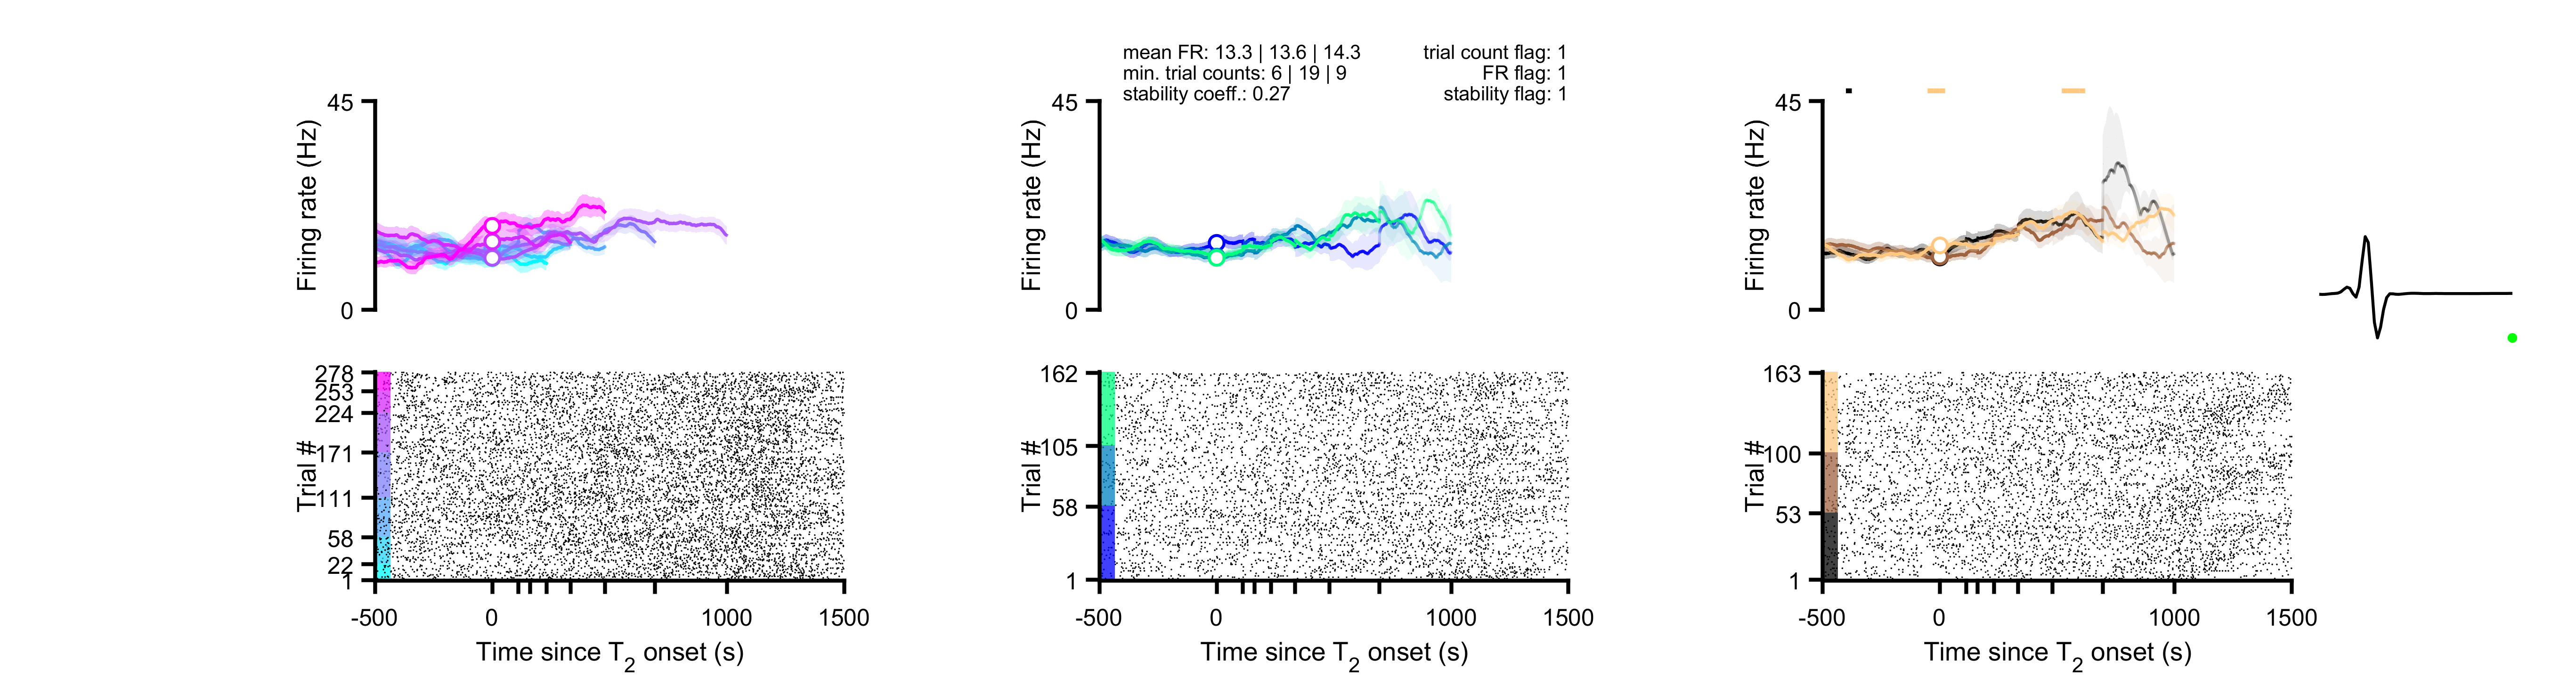 mean FR: 13.3 | 13.6 | 14.3
min. trial counts: 6 | 19 | 9
stability coeff.: 0.27
trial count flag: 1
FR flag: 1
stability flag: 1
45
0
Firing rate (Hz)
278
253
224
171
111
58
22
1
Trial #
-500
0
1000
1500
Time since T2 onset (s)
45
0
Firing rate (Hz)
162
105
58
1
Trial #
-500
0
1000
1500
Time since T2 onset (s)
45
0
Firing rate (Hz)
163
100
53
1
Trial #
-500
0
1000
1500
Time since T2 onset (s)